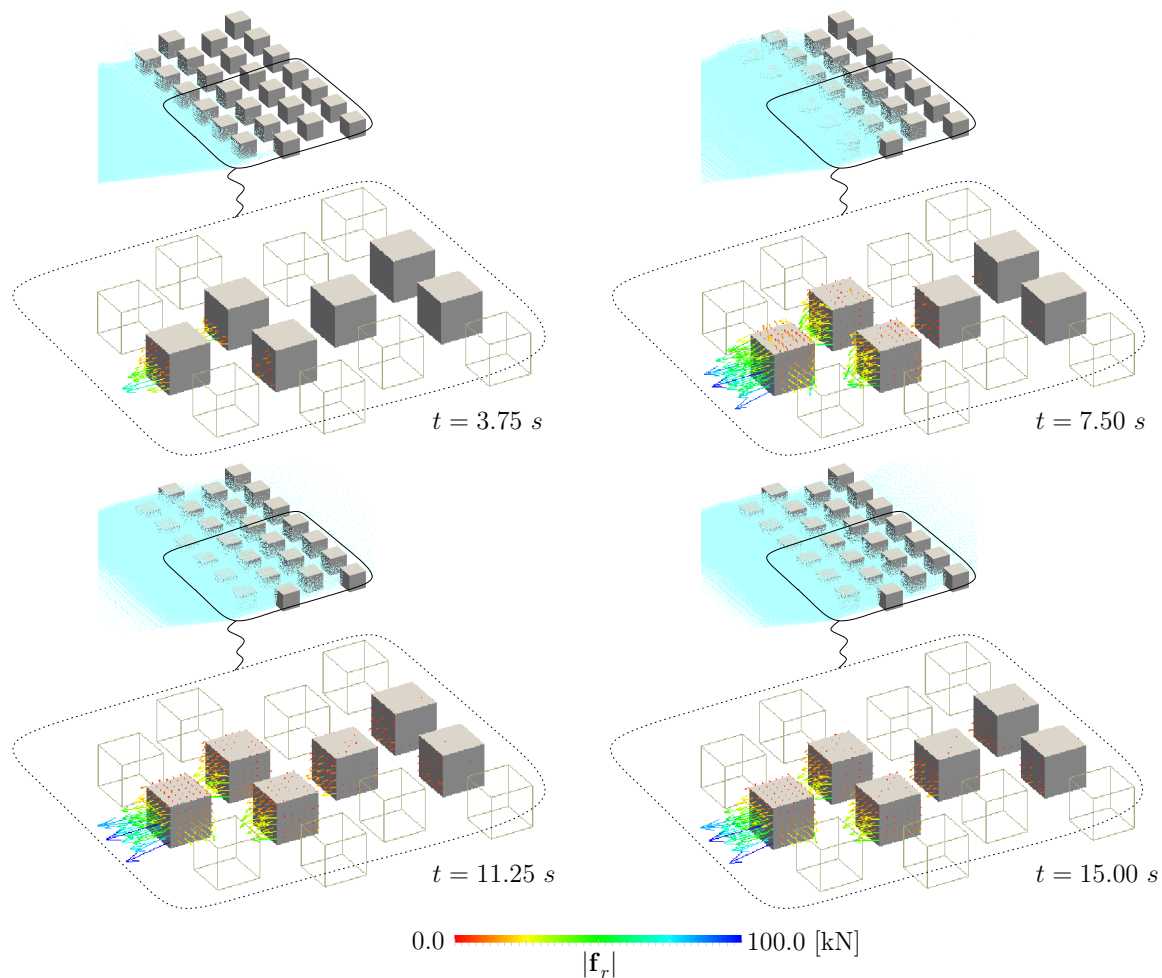 t = 3.75 s
t = 7.50 s
t = 11.25 s
t = 15.00 s
0.0 100.0 [kN]
|f_r|